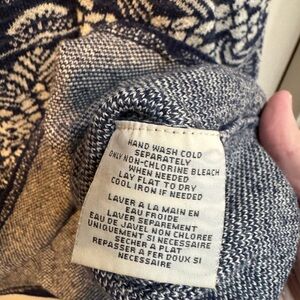 HAND WASH COLD
SEPARATELY
ONLY NON-CHLORINE BLEACH
WHEN NEEDED
LAY FLAT TO DRY
COOL IRON IF NEEDED
LAVER A LA MAIN EN
EAU FROIDE
LAVER SEPAREMENT
EAU DE JAVEL NON CHLOREE
UNIQUEMENT SI NECESSAIRE
SECHER A PLAT
REPASSER A FER DOUX SI
NECESSAIRE